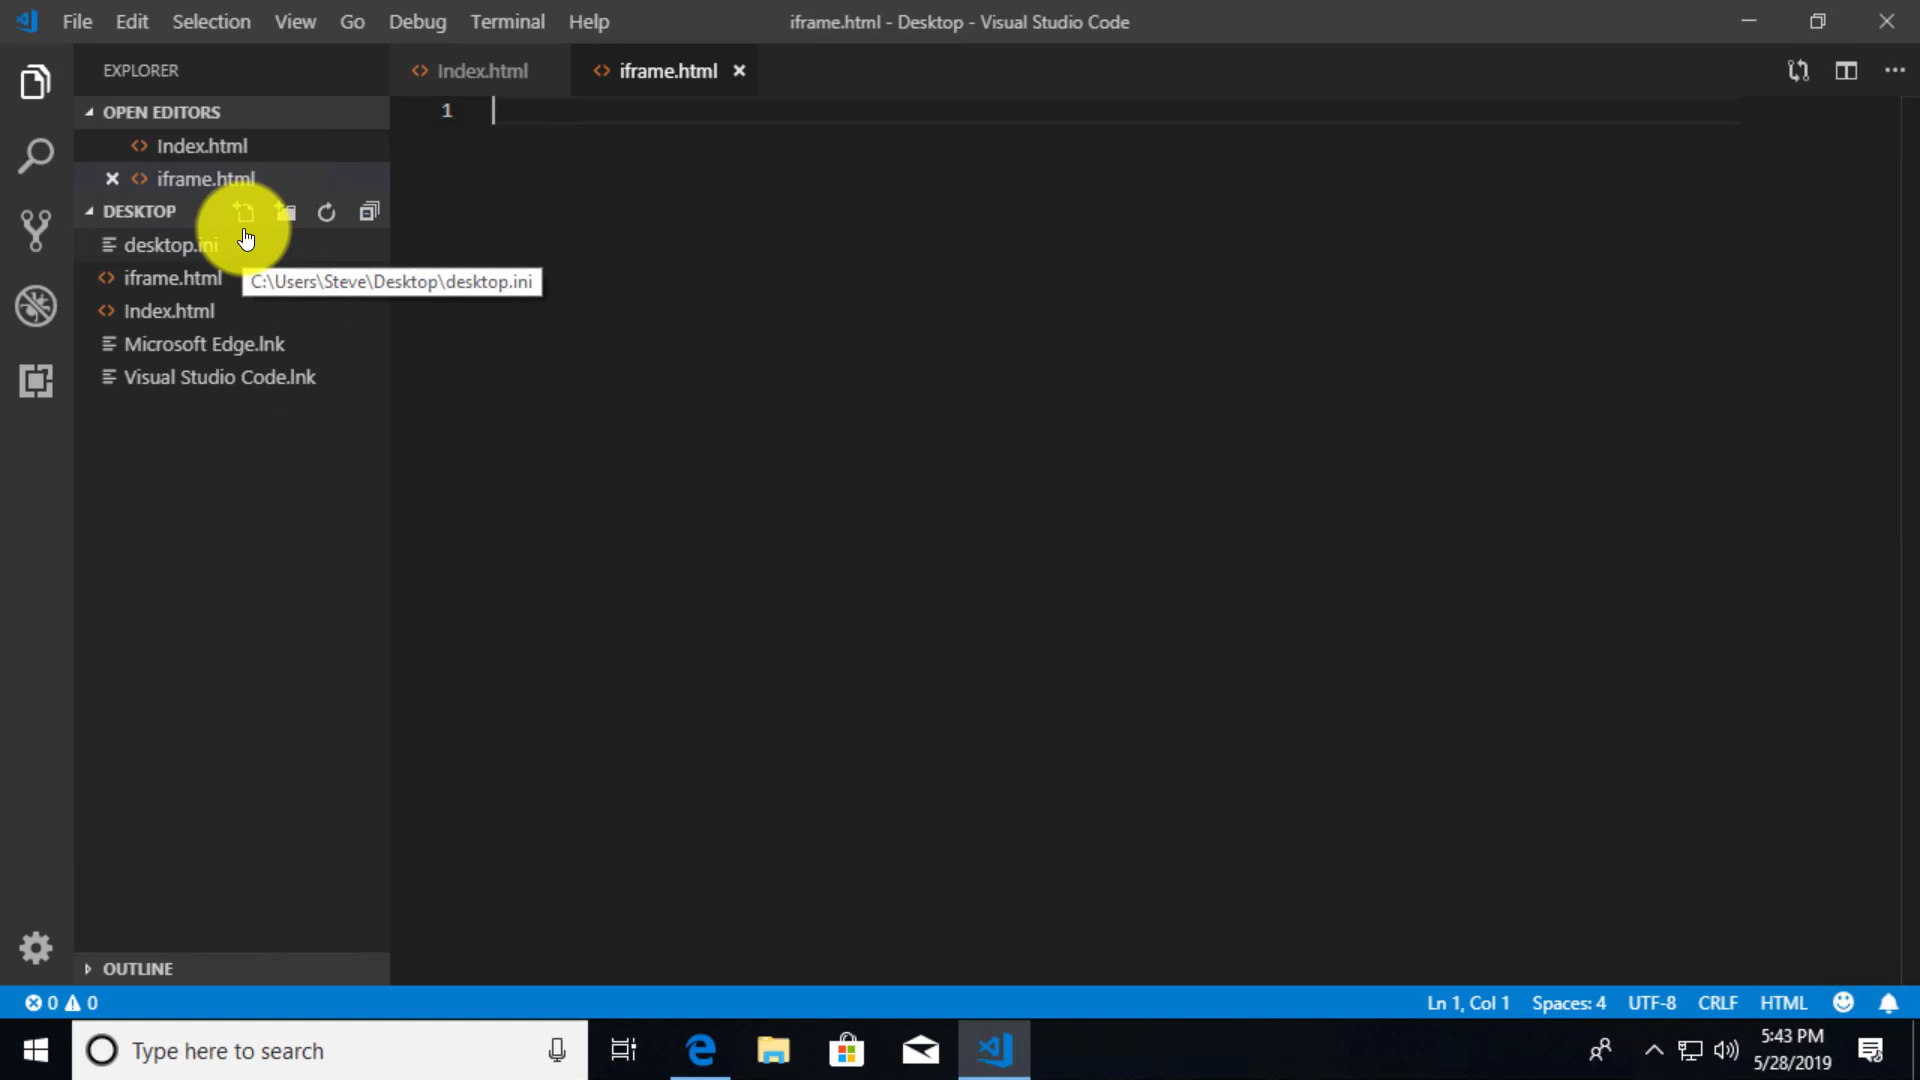 File Edit Selection View Go Debug Terminal Help
iframe.html - Desktop - Visual Studio Code
EXPLORER
Index.html
iframe.html
OPEN EDITORS
Index.html
iframe.html
DESKTOP
desktop.ini
iframe.html
C:\Users\Steve\Desktop\desktop.ini
Index.html
Microsoft Edge.lnk
Visual Studio Code.lnk
1
OUTLINE
0 0
Ln 1, Col 1 Spaces: 4 UTF-8 CRLF HTML
Type here to search
5:43 PM
5/28/2019